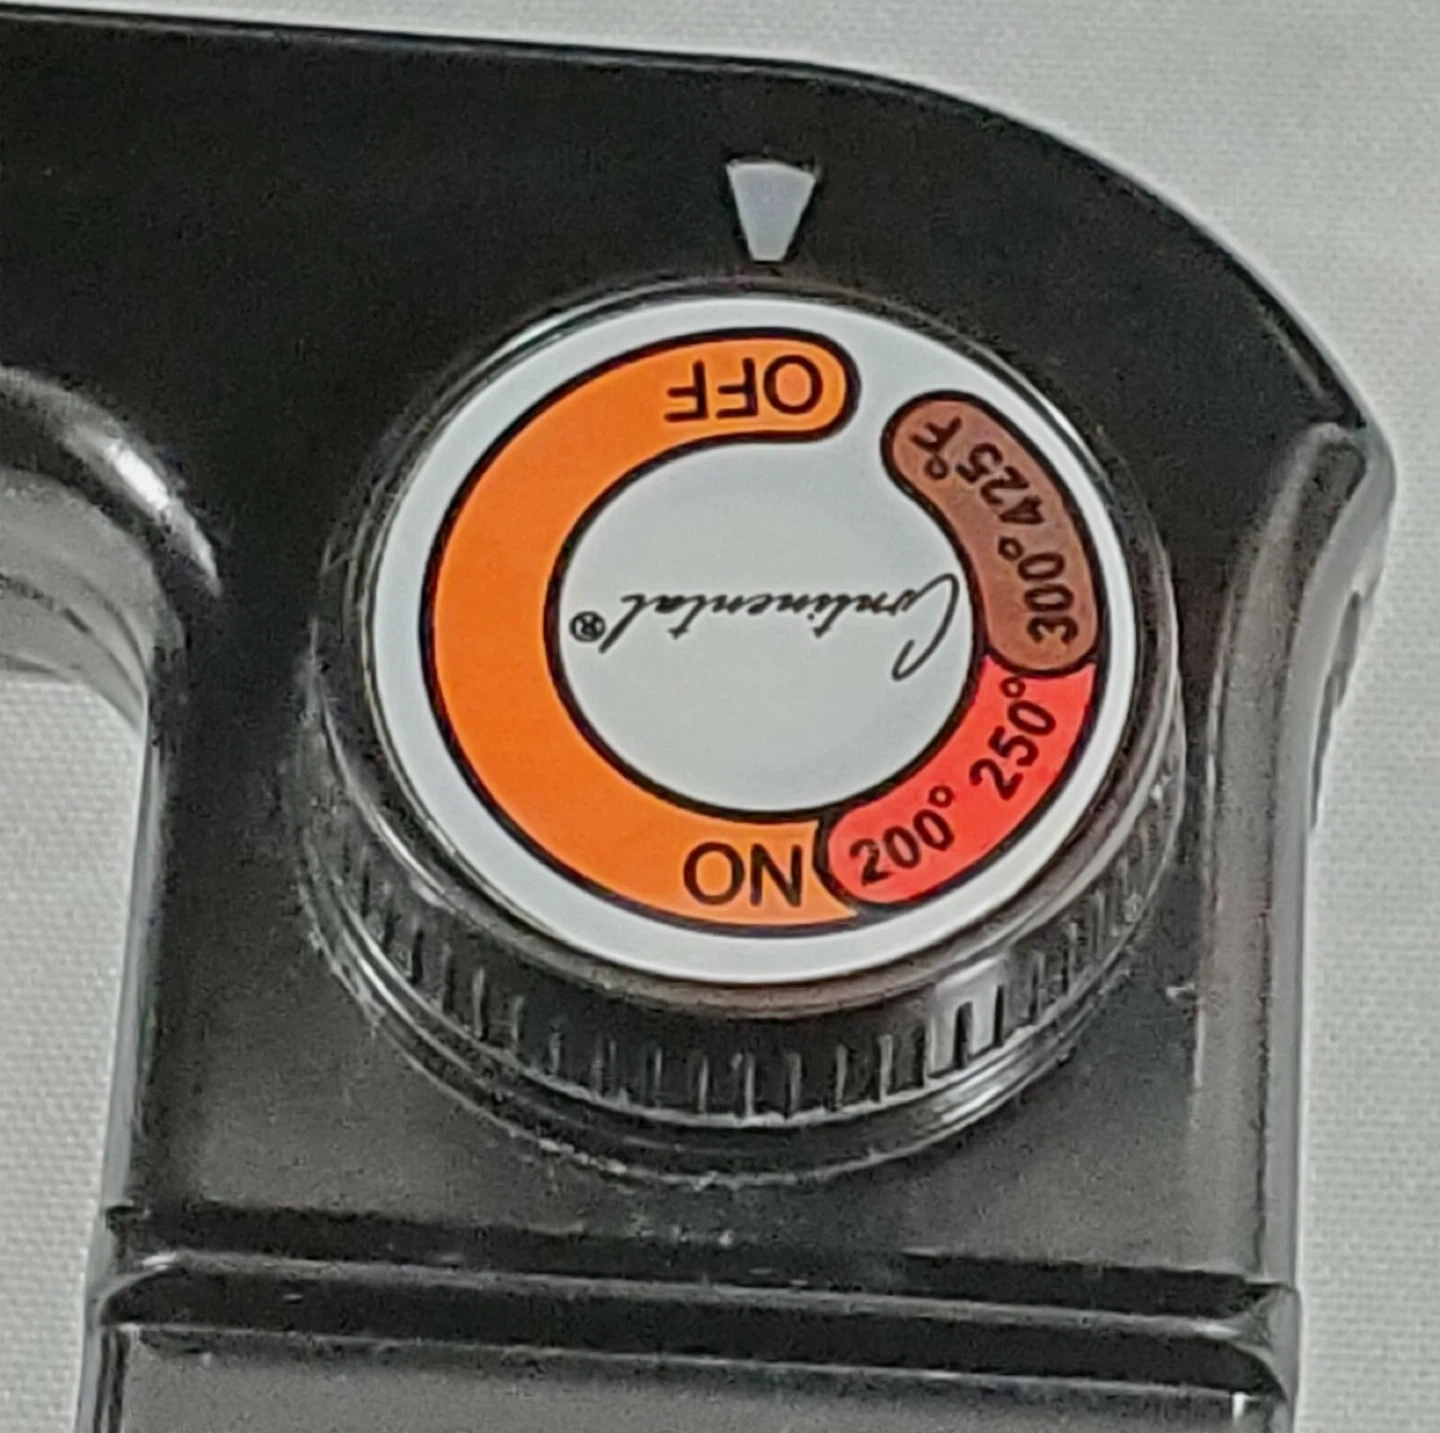 OFF
ON
200° 250°
300° 425°F
Continental®